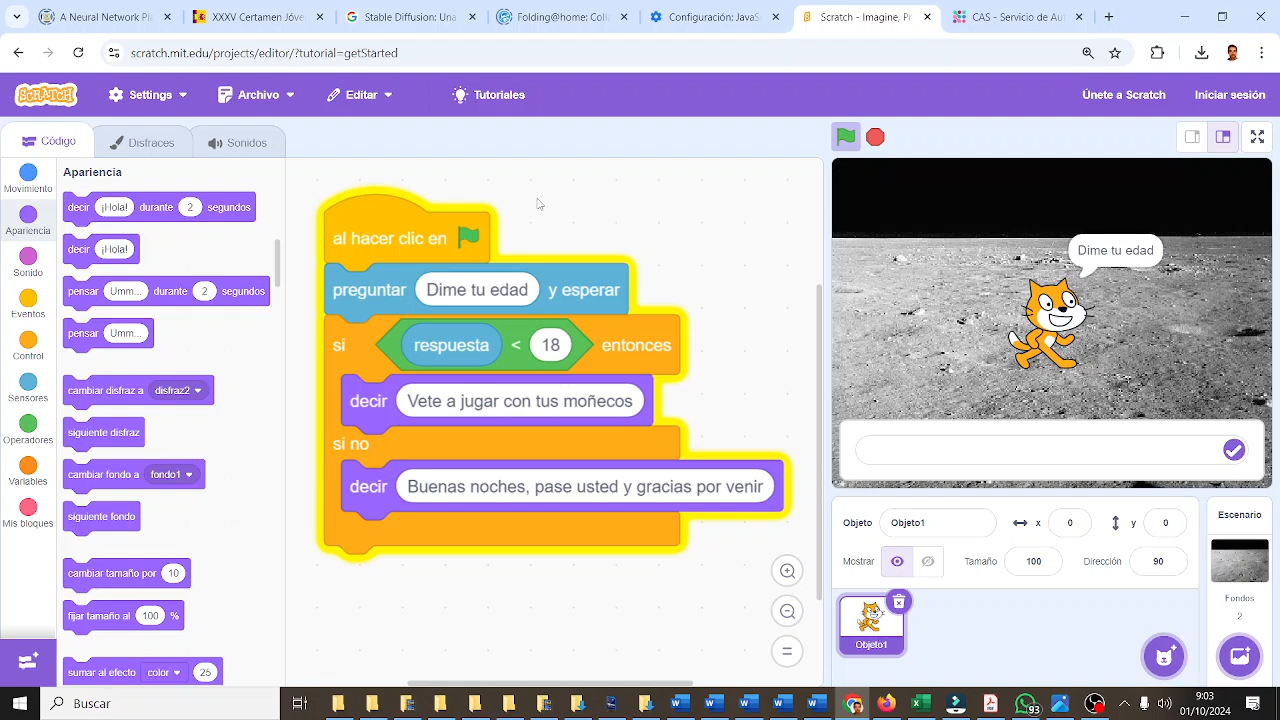 A Neural Network P
XXXV Certamen Jóve
Stable Diffusion - 
Folding@home: Col
Configuración: JavaS
Scratch - Imagine, Pro
CAS - Servicio de Au
scratch.mit.edu/projects/editor/?tutorial=getStarted
SCRATCH
Settings
Archivo
Editar
Tutoriales
Únete a Scratch
Iniciar sesión
Código
Disfraces
Sonidos
Movimiento
Apariencia
Sonido
Eventos
Control
Sensores
Operadores
Variables
Mis bloques
Apariencia
decir ¡Hola! durante 2 segundos
decir ¡Hola!
pensar Umm... durante 2 segundos
pensar Umm...
cambiar disfraz a disfraz2
siguiente disfraz
cambiar fondo a fondo1
siguiente fondo
cambiar tamaño por 10
fijar tamaño al 100 %
sumar al efecto color 25
al hacer clic en
preguntar Dime tu edad y esperar
si respuesta < 18 entonces
decir Vete a jugar con tus moñecos
si no
decir Buenas noches, pase usted y gracias por venir
Dime tu edad
Objeto Objeto1 x 0 y 0
Mostrar Tamaño 100 Dirección 90
Objeto1
Escenario
Fondos
2
Buscar
93
9:03
01/10/2024